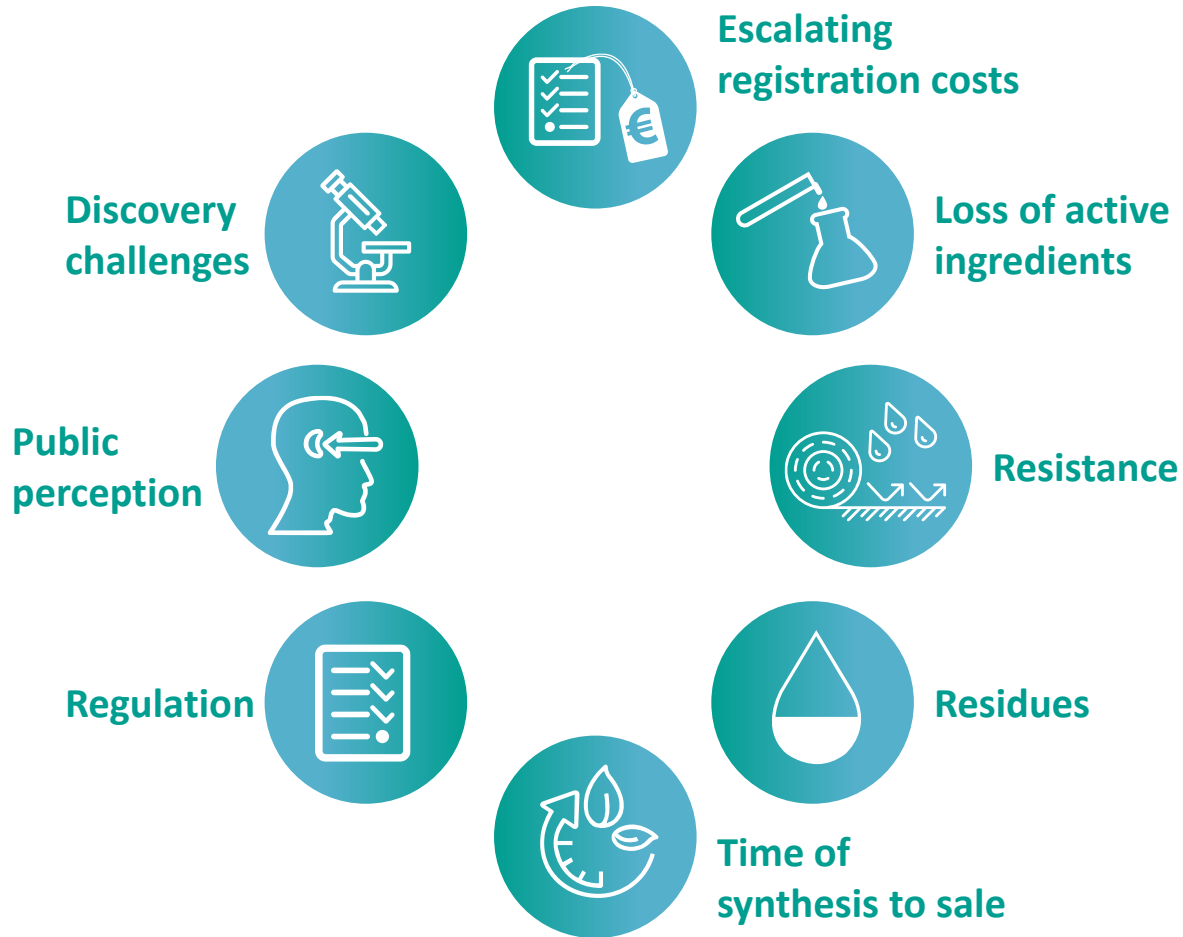 Escalating
registration costs
Discovery
challenges
Loss of active
ingredients
Public
perception
Resistance
Regulation
Residues
Time of
synthesis to sale
€